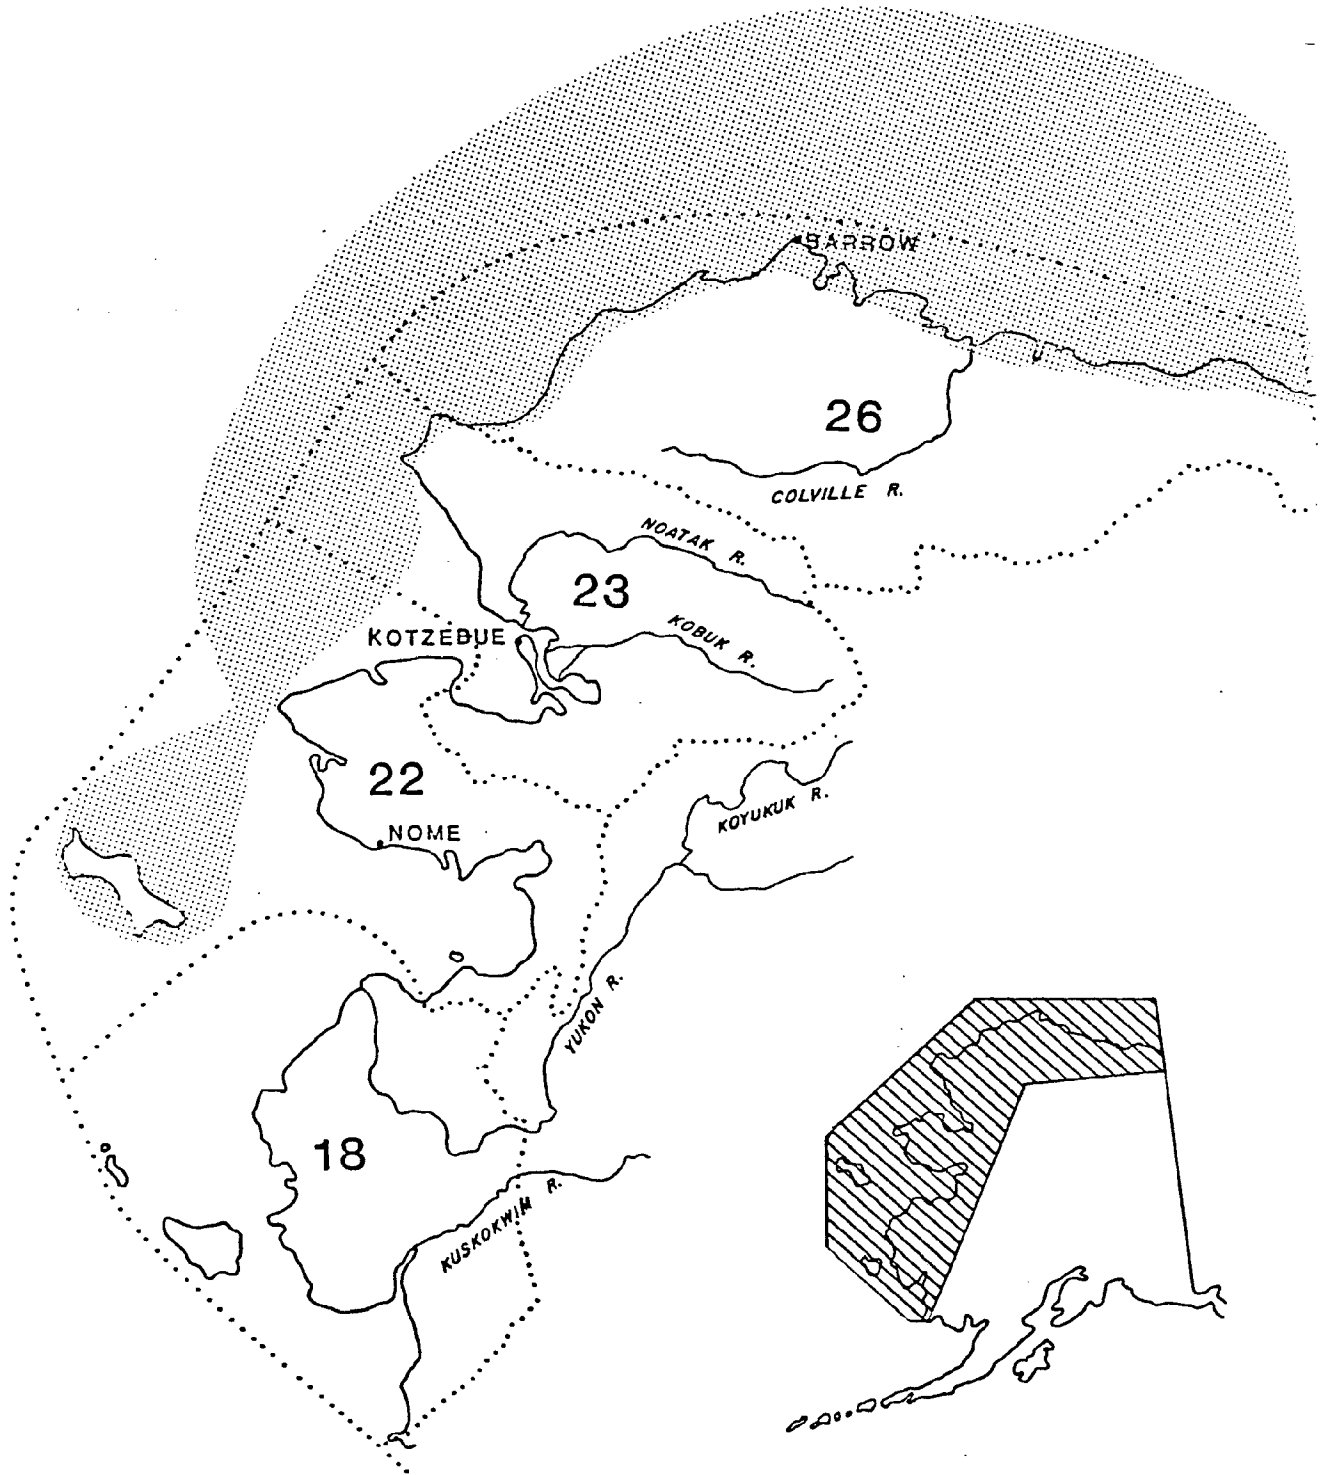 BARROW
26
COLVILLE R.
NOATAK R.
23
KOBUK R.
KOTZEBUE
22
KOYUKUK R.
NOME
YUKON R.
18
KUSKOKWIM R.